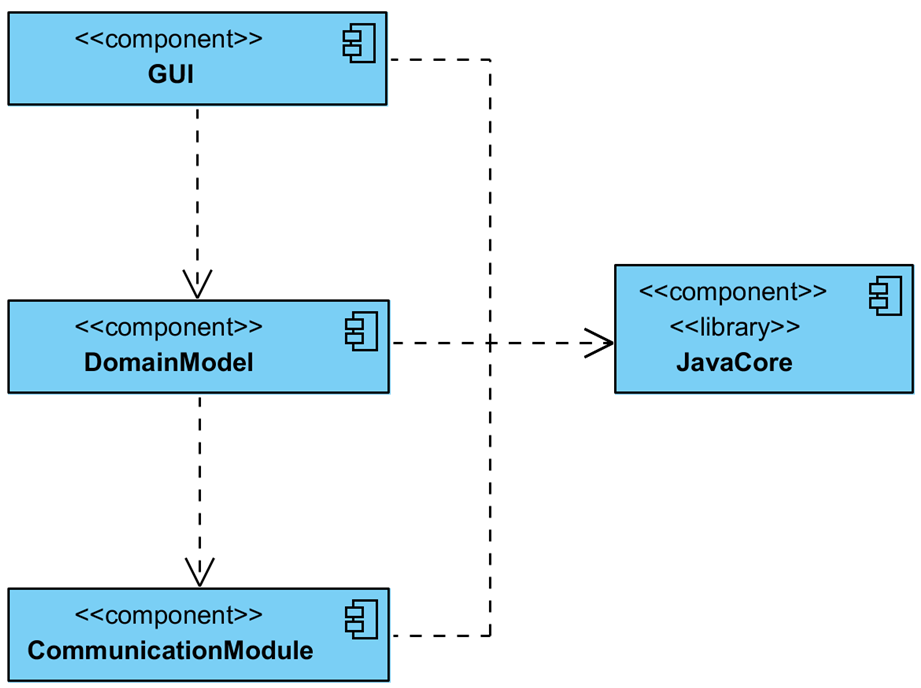 <<component>>
GUI
<<component>>
DomainModel
<<component>>
<<library>>
JavaCore
<<component>>
CommunicationModule